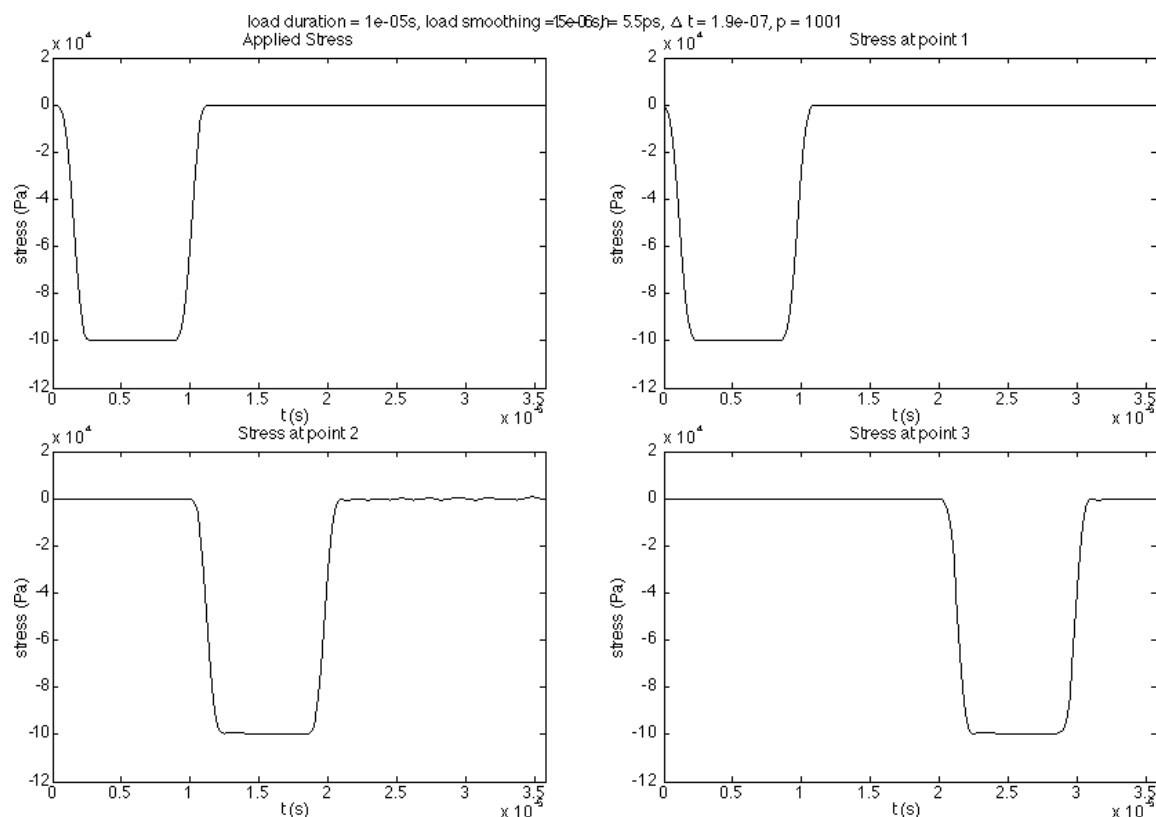 load duration = 1e-05s, load smoothing = s, h = 5.5ps, Δ t = 1.9e-07, p = 1001
Applied Stress
Stress at point 1
x 10⁴
x 10⁴
2
0
-2
-4
-6
-8
-10
-12
stress (Pa)
0 0.5 1 1.5 2 2.5 3 3.5
t (s)
x 10⁻⁵
2
0
-2
-4
-6
-8
-10
-12
stress (Pa)
0 0.5 1 1.5 2 2.5 3 3.5
t (s)
x 10⁻⁵
Stress at point 2
Stress at point 3
x 10⁴
x 10⁴
2
0
-2
-4
-6
-8
-10
-12
stress (Pa)
0 0.5 1 1.5 2 2.5 3 3.5
t (s)
x 10⁻⁵
2
0
-2
-4
-6
-8
-10
-12
stress (Pa)
0 0.5 1 1.5 2 2.5 3 3.5
t (s)
x 10⁻⁵